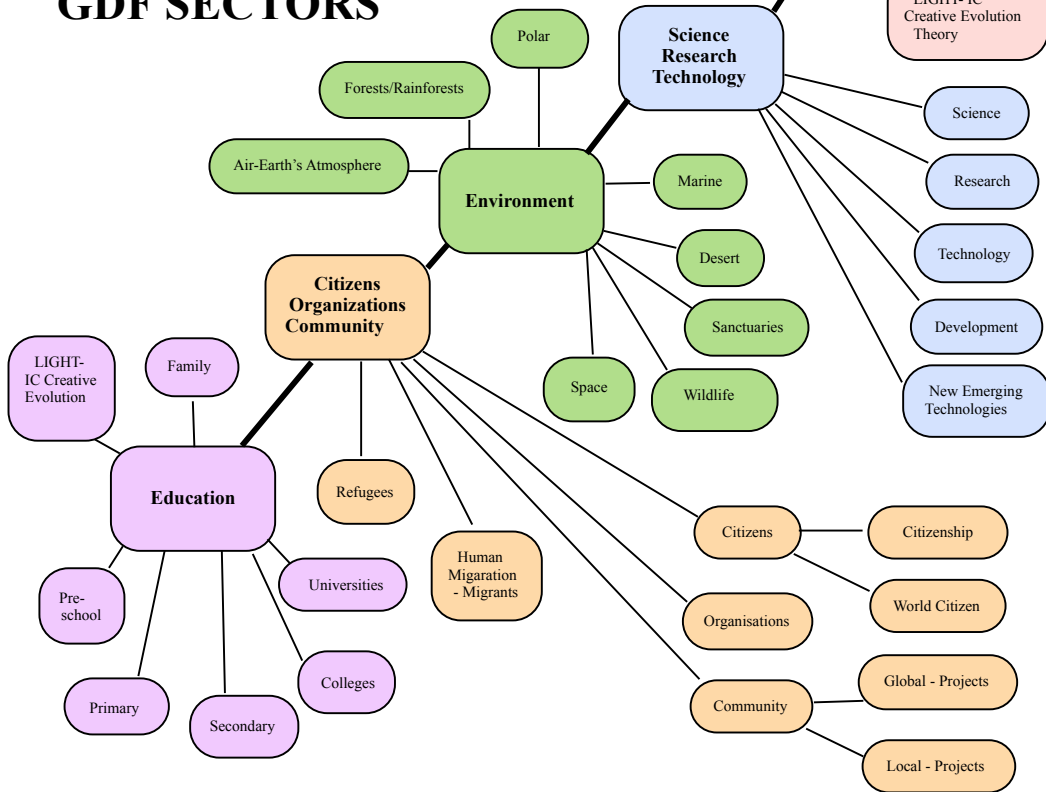 GDF SECTORS
LIGHT-IC
Creative Evolution
Theory
Polar
Science
Research
Technology
Forests/Rainforests
Science
Air-Earth's Atmosphere
Marine
Research
Environment
Desert
Technology
Citizens
Organizations
Community
Sanctuaries
Development
LIGHT-
IC Creative
Evolution
Family
Space
Wildlife
New Emerging
Technologies
Education
Refugees
Citizens
Citizenship
Human
Migaration
- Migrants
Universities
Pre-
school
Organisations
World Citizen
Colleges
Global - Projects
Primary
Secondary
Community
Local - Projects